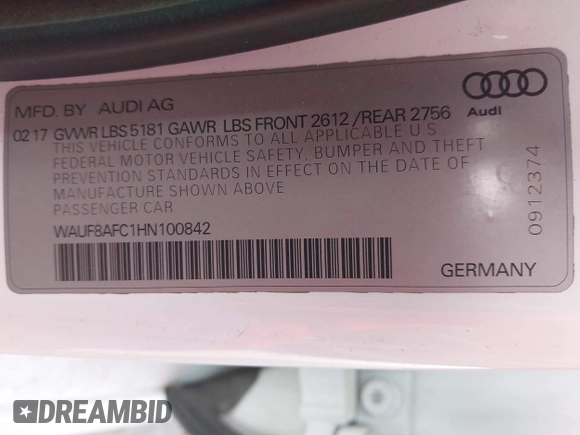 MFD. BY AUDI AG
02 17 GVWR LBS 5181 GAWR LBS FRONT 2612 /REAR 2756
THIS VEHICLE CONFORMS TO ALL APPLICABLE U S
FEDERAL MOTOR VEHICLE SAFETY, BUMPER AND THEFT
PREVENTION STANDARDS IN EFFECT ON THE DATE OF
MANUFACTURE SHOWN ABOVE
PASSENGER CAR
WAUF8AFC1HN100842
GERMANY
Audi
0912374
DREAMBID